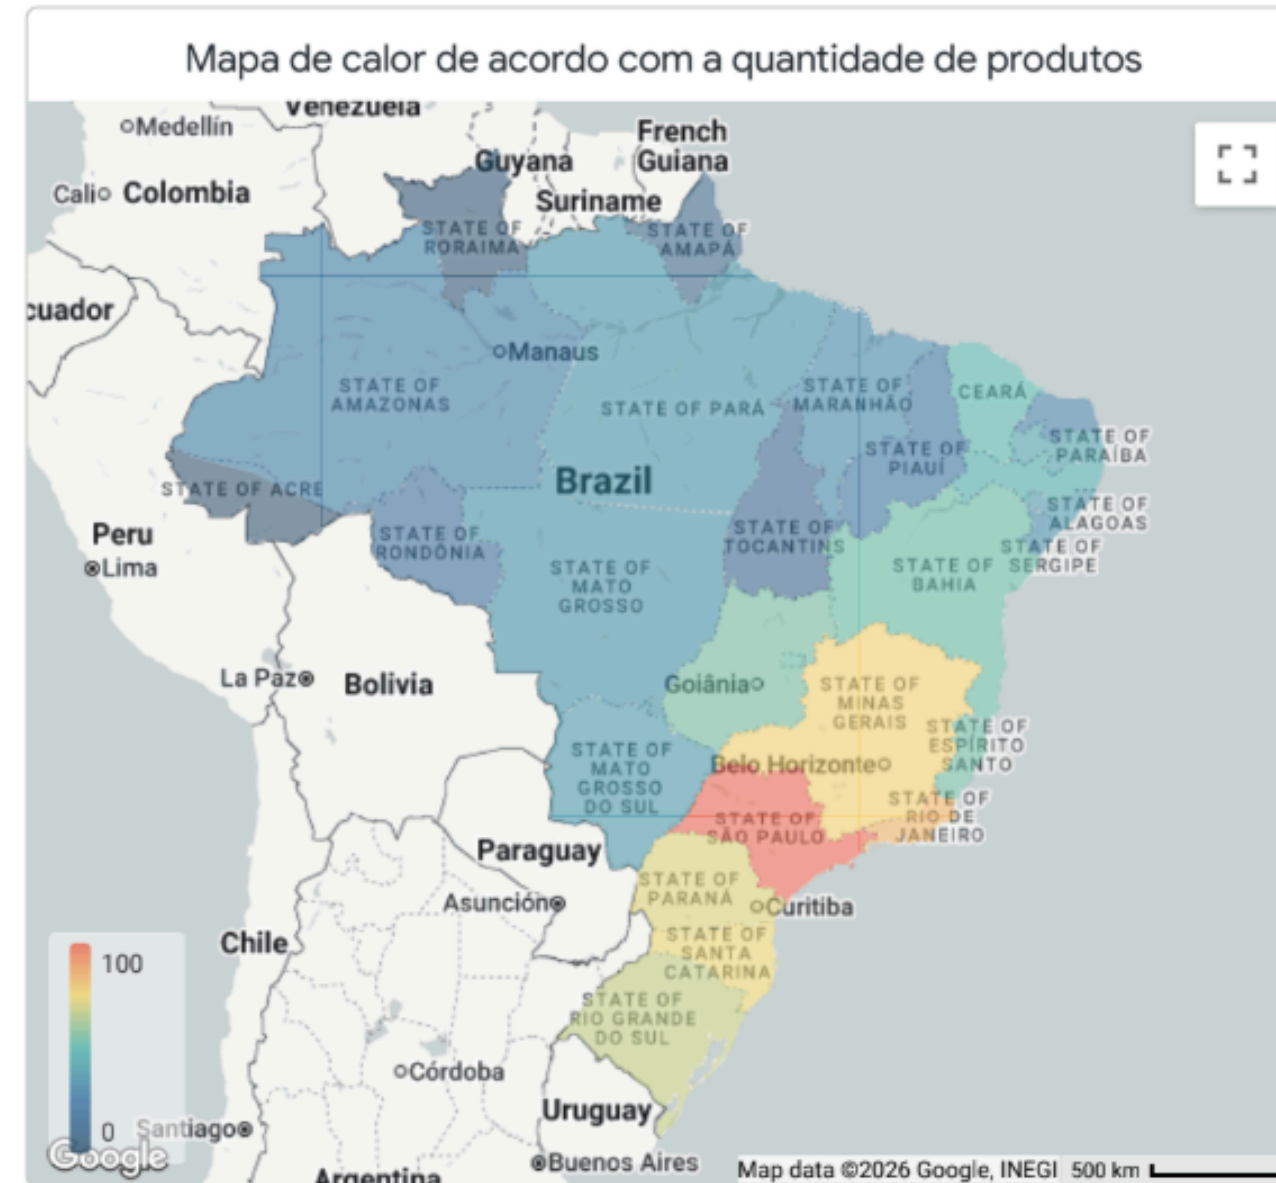 Mapa de calor de acordo com a quantidade de produtos
Venezuela
Medellín
French
Guiana
Guyana
Cali
Colombia
Suriname
STATE OF
RORAIMA
STATE OF
AMAPÁ
cuador
Manaus
STATE OF
AMAZONAS
STATE OF PARÁ
STATE OF
MARANHÃO
CEARÁ
STATE OF
PARAÍBA
STATE OF
PIAUÍ
Brazil
STATE OF ACRE
STATE OF
ALAGOAS
Peru
Lima
STATE OF
RONDÔNIA
STATE OF
TOCANTINS
STATE OF
SERGIPE
STATE OF
MATO
GROSSO
STATE OF
BAHIA
La Paz
Bolivia
Goiânia
STATE OF
MINAS
GERAIS
STATE OF
ESPÍRITO
SANTO
STATE OF
MATO
GROSSO
DO SUL
Belo Horizonte
STATE OF
RIO DE
JANEIRO
STATE OF
SÃO PAULO
Paraguay
STATE OF
PARANÁ
Asunción
Curitiba
Chile
STATE OF
SANTA
CATARINA
100
STATE OF
RIO GRANDE
DO SUL
Córdoba
Uruguay
0
Santiago
Google
Buenos Aires
Argentina
Map data ©2026 Google, INEGI
500 km